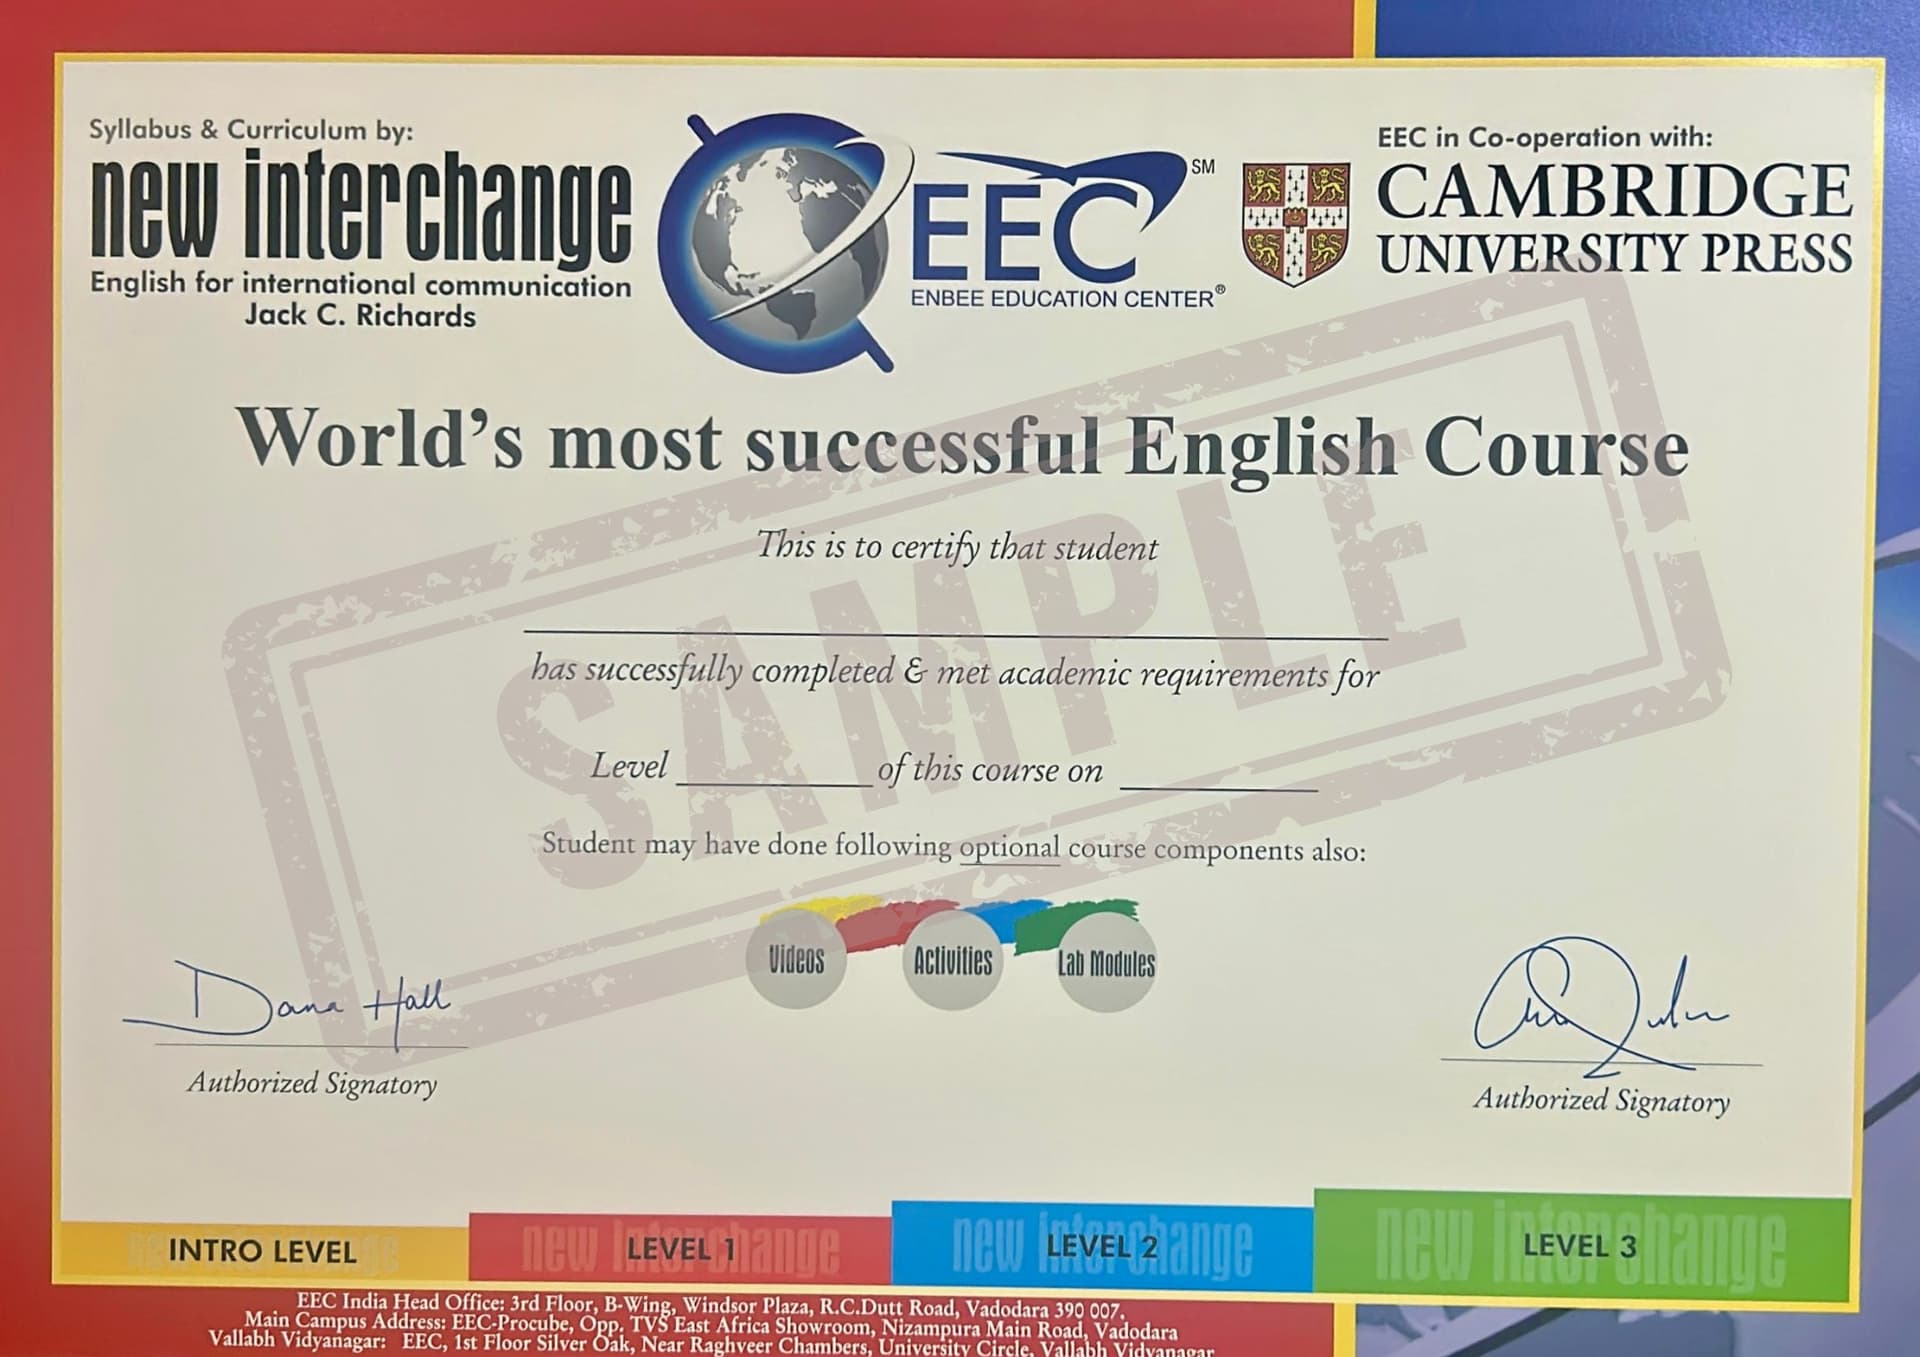 Syllabus & Curriculum by:
new interchange
English for international communication
Jack C. Richards
EEC SM
ENBEE EDUCATION CENTER®
EEC in Co-operation with:
CAMBRIDGE
UNIVERSITY PRESS
World's most successful English Course
This is to certify that student
has successfully completed & met academic requirements for
Level ____________ of this course on ____________
Student may have done following optional course components also:
SAMPLE
Videos Activities Lab Modules
Dana Hall
Authorized Signatory
Authorized Signatory
new interchange INTRO LEVEL
new interchange LEVEL 1
new interchange LEVEL 2
new interchange LEVEL 3
EEC India Head Office: 3rd Floor, B-Wing, Windsor Plaza, R.C.Dutt Road, Vadodara 390 007.
Main Campus Address: EEC-Procube, Opp. TVS East Africa Showroom, Nizampura Main Road, Vadodara
Vallabh Vidyanagar: EEC, 1st Floor Silver Oak, Near Raghveer Chambers, University Circle, Vallabh Vidyanagar